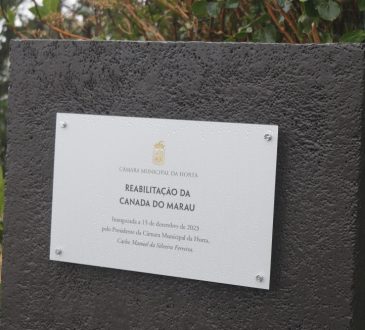 CÂMARA MUNICIPAL DA HORTA
REABILITAÇÃO DA
CANADA DO MARAU
Inaugurada a 15 de dezembro de 2023
pelo Presidente da Câmara Municipal da Horta,
Carlos Manuel da Silveira Ferreira.